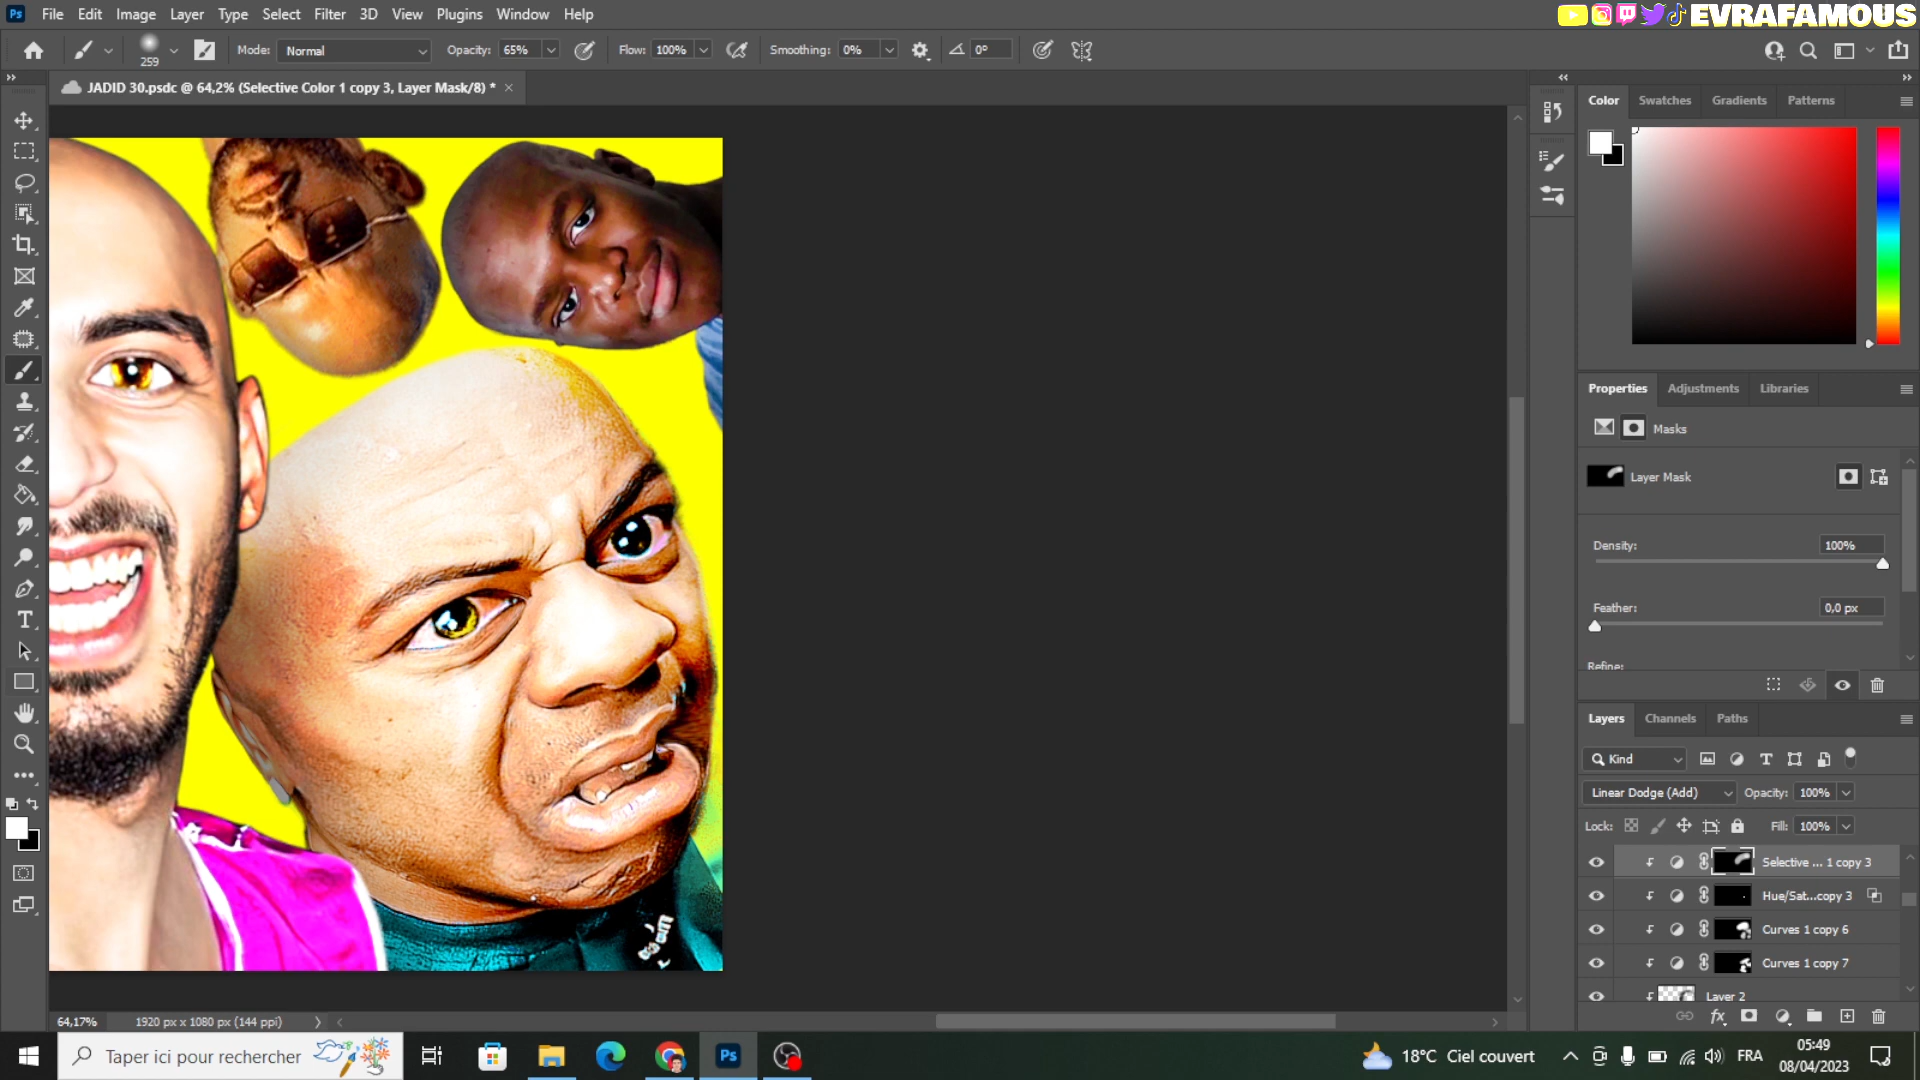 Ps File Edit Image Layer Type Select Filter 3D View Plugins Window Help
EVRAFAMOUS
259 Mode: Normal Opacity: 65% Flow: 100% Smoothing: 0% 0°
JADID 30.psdc @ 64,2% (Selective Color 1 copy 3, Layer Mask/8) * ×
Color Swatches Gradients Patterns
Properties Adjustments Libraries
Masks
Layer Mask
Density: 100%
Feather: 0,0 px
Refine:
Layers Channels Paths
Kind
Linear Dodge (Add) Opacity: 100%
Lock: Fill: 100%
Selective ... 1 copy 3
Hue/Sat...copy 3
Curves 1 copy 6
Curves 1 copy 7
Layer 2
64,17% 1920 px x 1080 px (144 ppi)
Taper ici pour rechercher
Ps
18°C Ciel couvert
FRA
05:49
08/04/2023